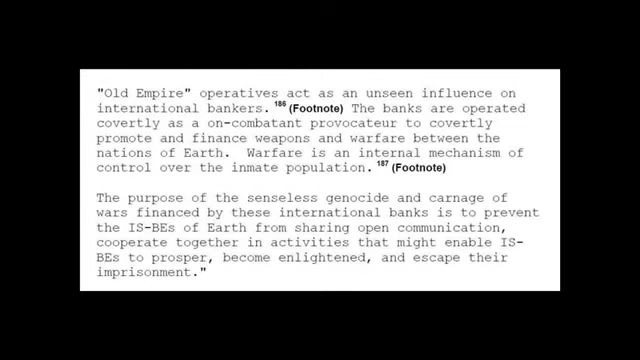 "Old Empire" operatives act as an unseen influence on
international bankers. 186 (Footnote) The banks are operated
covertly as a on-combatant provocateur to covertly
promote and finance weapons and warfare between the
nations of Earth. Warfare is an internal mechanism of
control over the inmate population. 187 (Footnote)
The purpose of the senseless genocide and carnage of
wars financed by these international banks is to prevent
the IS-BEs of Earth from sharing open communication,
cooperate together in activities that might enable IS-
BEs to prosper, become enlightened, and escape their
imprisonment."